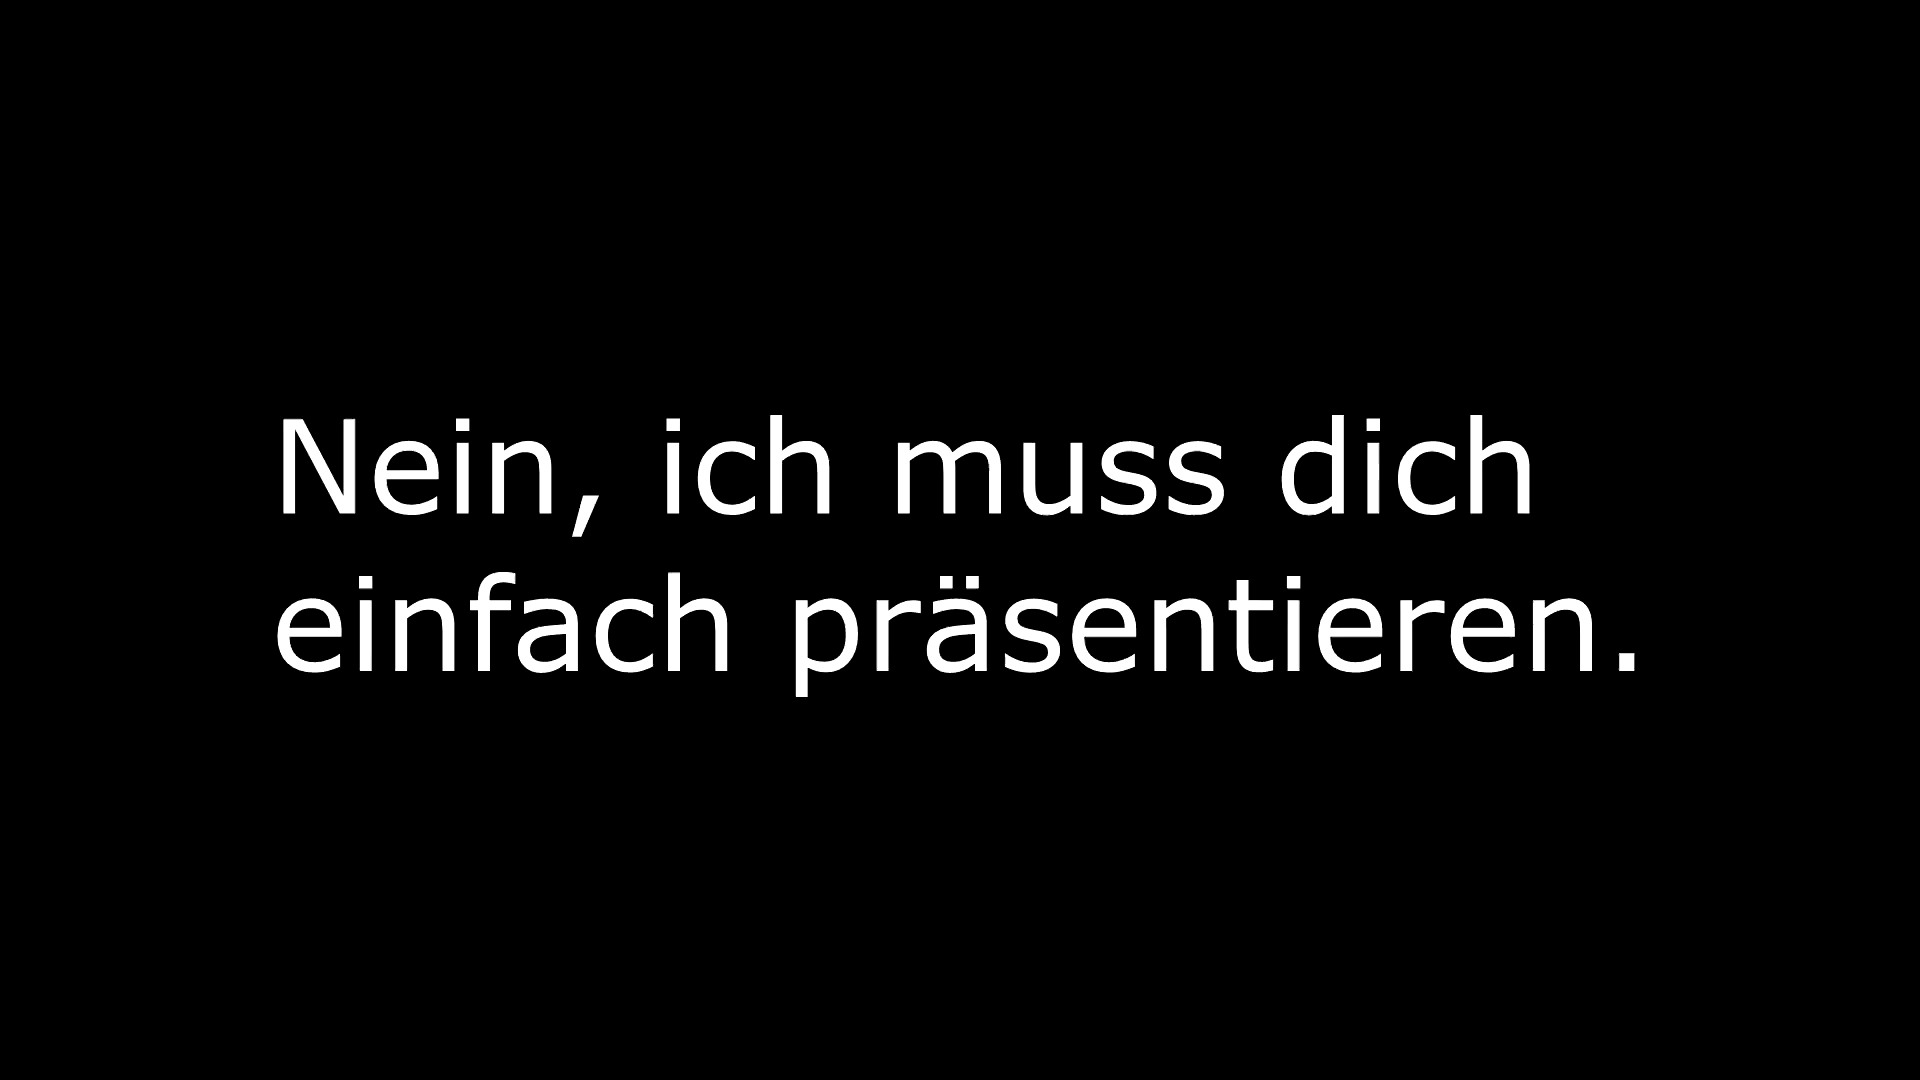 Nein, ich muss dich
einfach präsentieren.